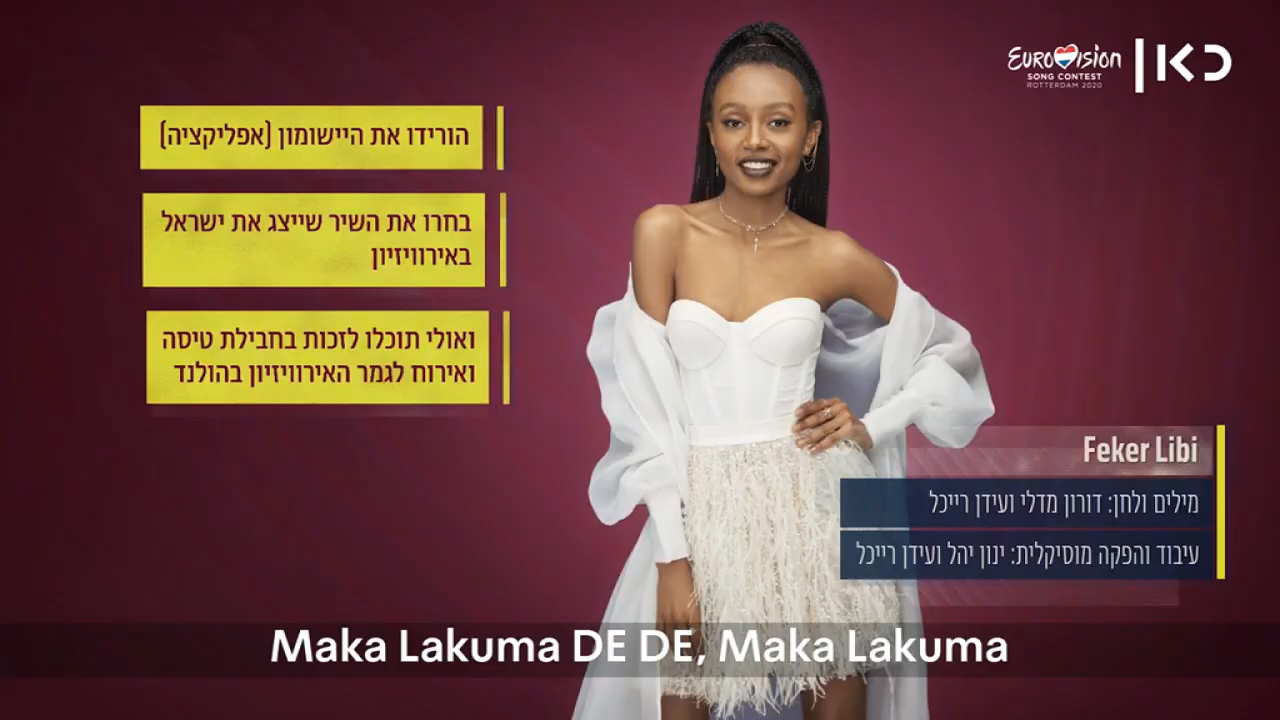 EUROVISION
SONG CONTEST
ROTTERDAM 2020
כאן
הורידו את היישומון (אפליקציה)
בחרו את השיר שייצג את ישראל
באירוויזיון
ואולי תוכלו לזכות בחבילת טיסה
ואירוח לגמר האירוויזיון בהולנד
Feker Libi
מילים ולחן: דורון מדלי ועידן רייכל
עיבוד והפקה מוסיקלית: ינון יהל ועידן רייכל
Maka Lakuma DE DE, Maka Lakuma